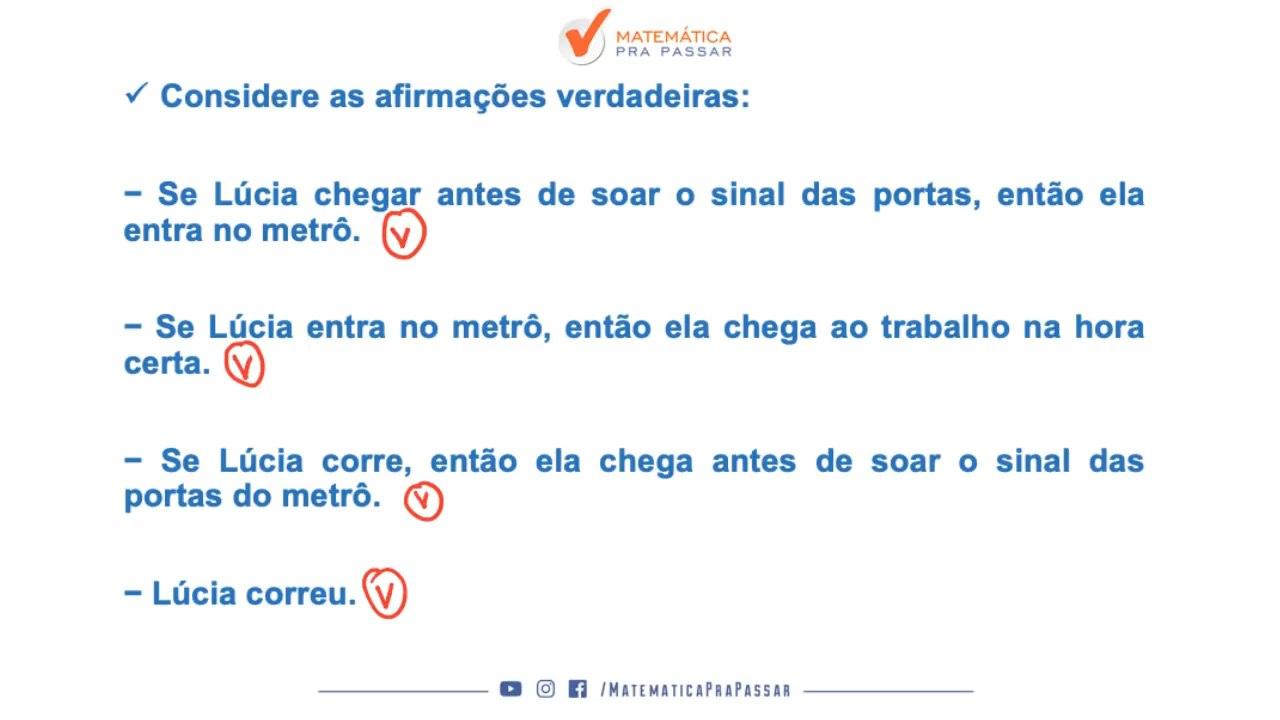 MATEMÁTICA
PRA PASSAR
✓ Considere as afirmações verdadeiras:
− Se Lúcia chegar antes de soar o sinal das portas, então ela
entra no metrô. V
− Se Lúcia entra no metrô, então ela chega ao trabalho na hora
certa. V
− Se Lúcia corre, então ela chega antes de soar o sinal das
portas do metrô. V
− Lúcia correu. V
/MATEMATICAPRAPASSAR